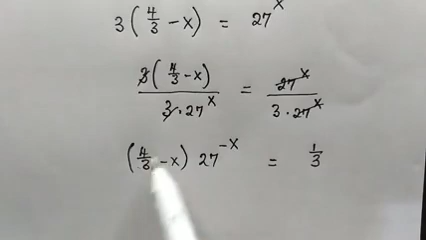 3 ( 4/3 - x ) = 27^x
3 ( 4/3 - x ) / 3 · 27^x = 27^x / 3 · 27^x
( 4/3 - x ) 27^-x = 1/3